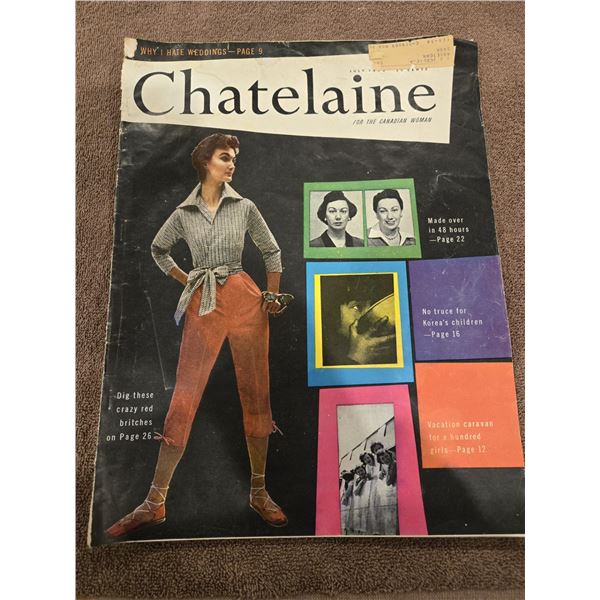 WHY I HATE WEDDINGS—PAGE 9
JULY
CENTS
Chatelaine
FOR THE CANADIAN WOMAN
Made over
in 48 hours
—Page 22
No truce for
Korea's children
—Page 16
Dig these
crazy red
britches
on Page 26
Vacation caravan
for a hundred
girls—Page 12